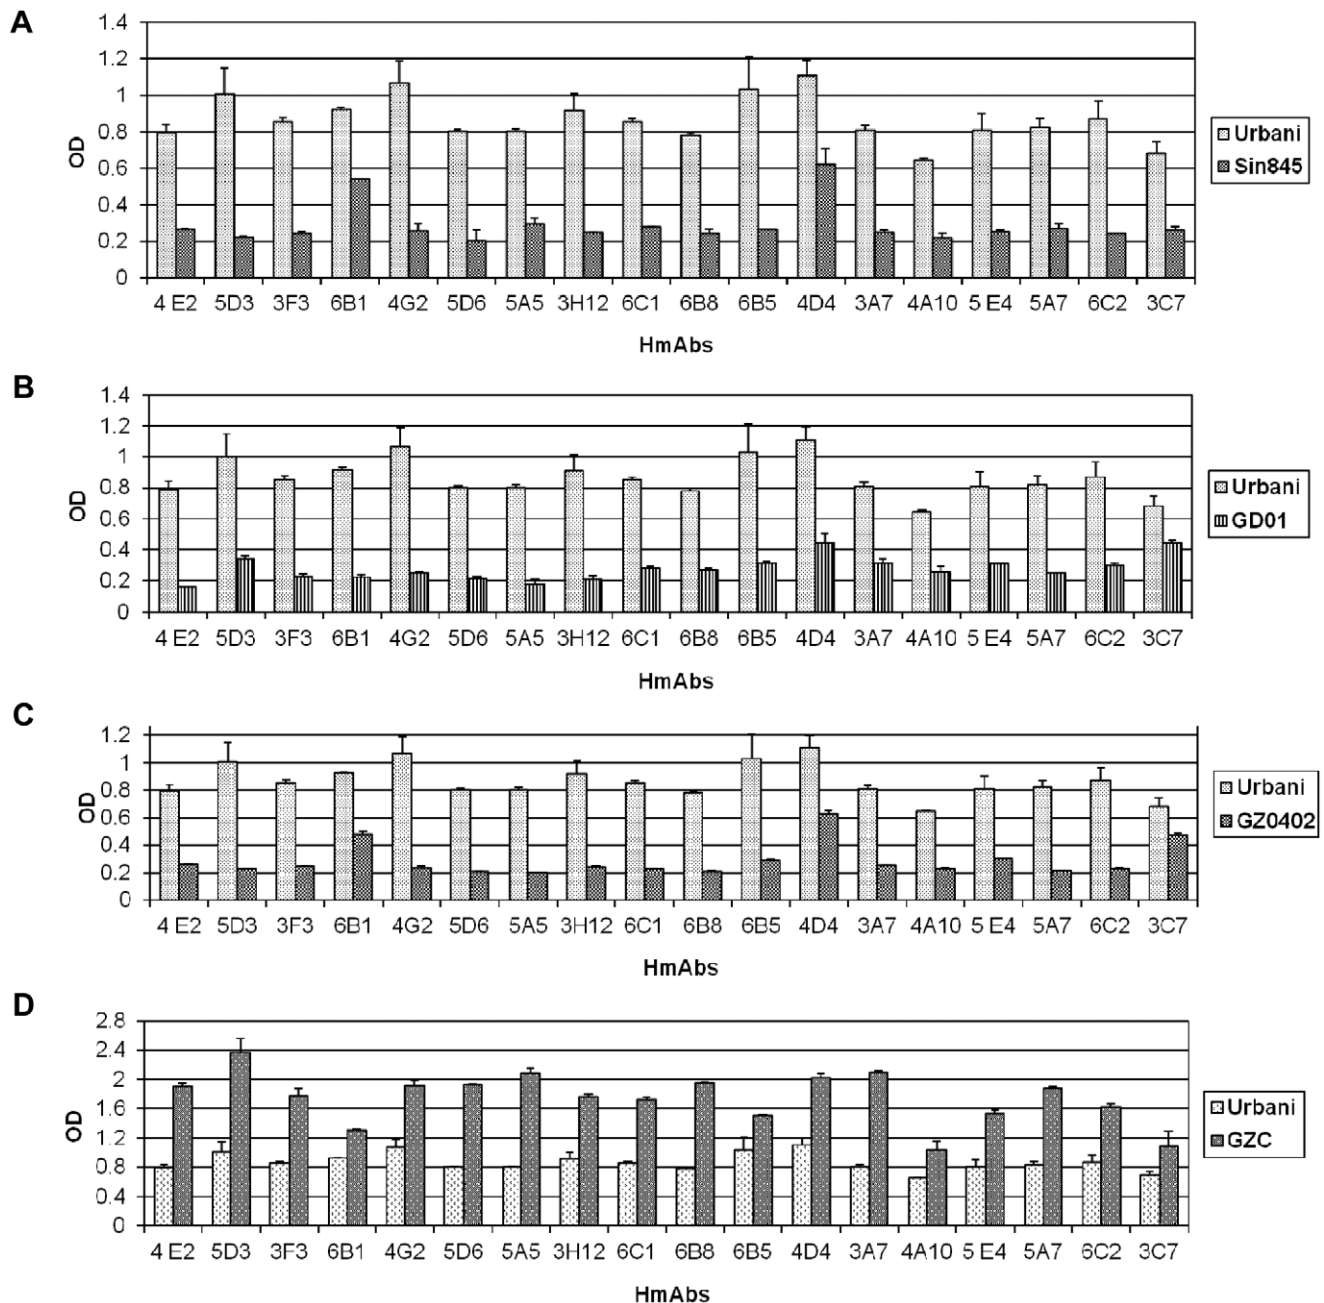 A
1.4
1.2
1
0.8
0.6
0.4
0.2
0
OD
4 E2 5D3 3F3 6B1 4G2 5D6 5A5 3H12 6C1 6B8 6B5 4D4 3A7 4A10 5 E4 5A7 6C2 3C7
HmAbs
Urbani
Sin845
B
1.4
1.2
1
0.8
0.6
0.4
0.2
0
OD
4 E2 5D3 3F3 6B1 4G2 5D6 5A5 3H12 6C1 6B8 6B5 4D4 3A7 4A10 5 E4 5A7 6C2 3C7
HmAbs
Urbani
GD01
C
1.2
1
0.8
0.6
0.4
0.2
0
OD
4 E2 5D3 3F3 6B1 4G2 5D6 5A5 3H12 6C1 6B8 6B5 4D4 3A7 4A10 5 E4 5A7 6C2 3C7
HmAbs
Urbani
GZ0402
D
2.8
2.4
2
1.6
1.2
0.8
0.4
0
OD
4 E2 5D3 3F3 6B1 4G2 5D6 5A5 3H12 6C1 6B8 6B5 4D4 3A7 4A10 5 E4 5A7 6C2 3C7
HmAbs
Urbani
GZC